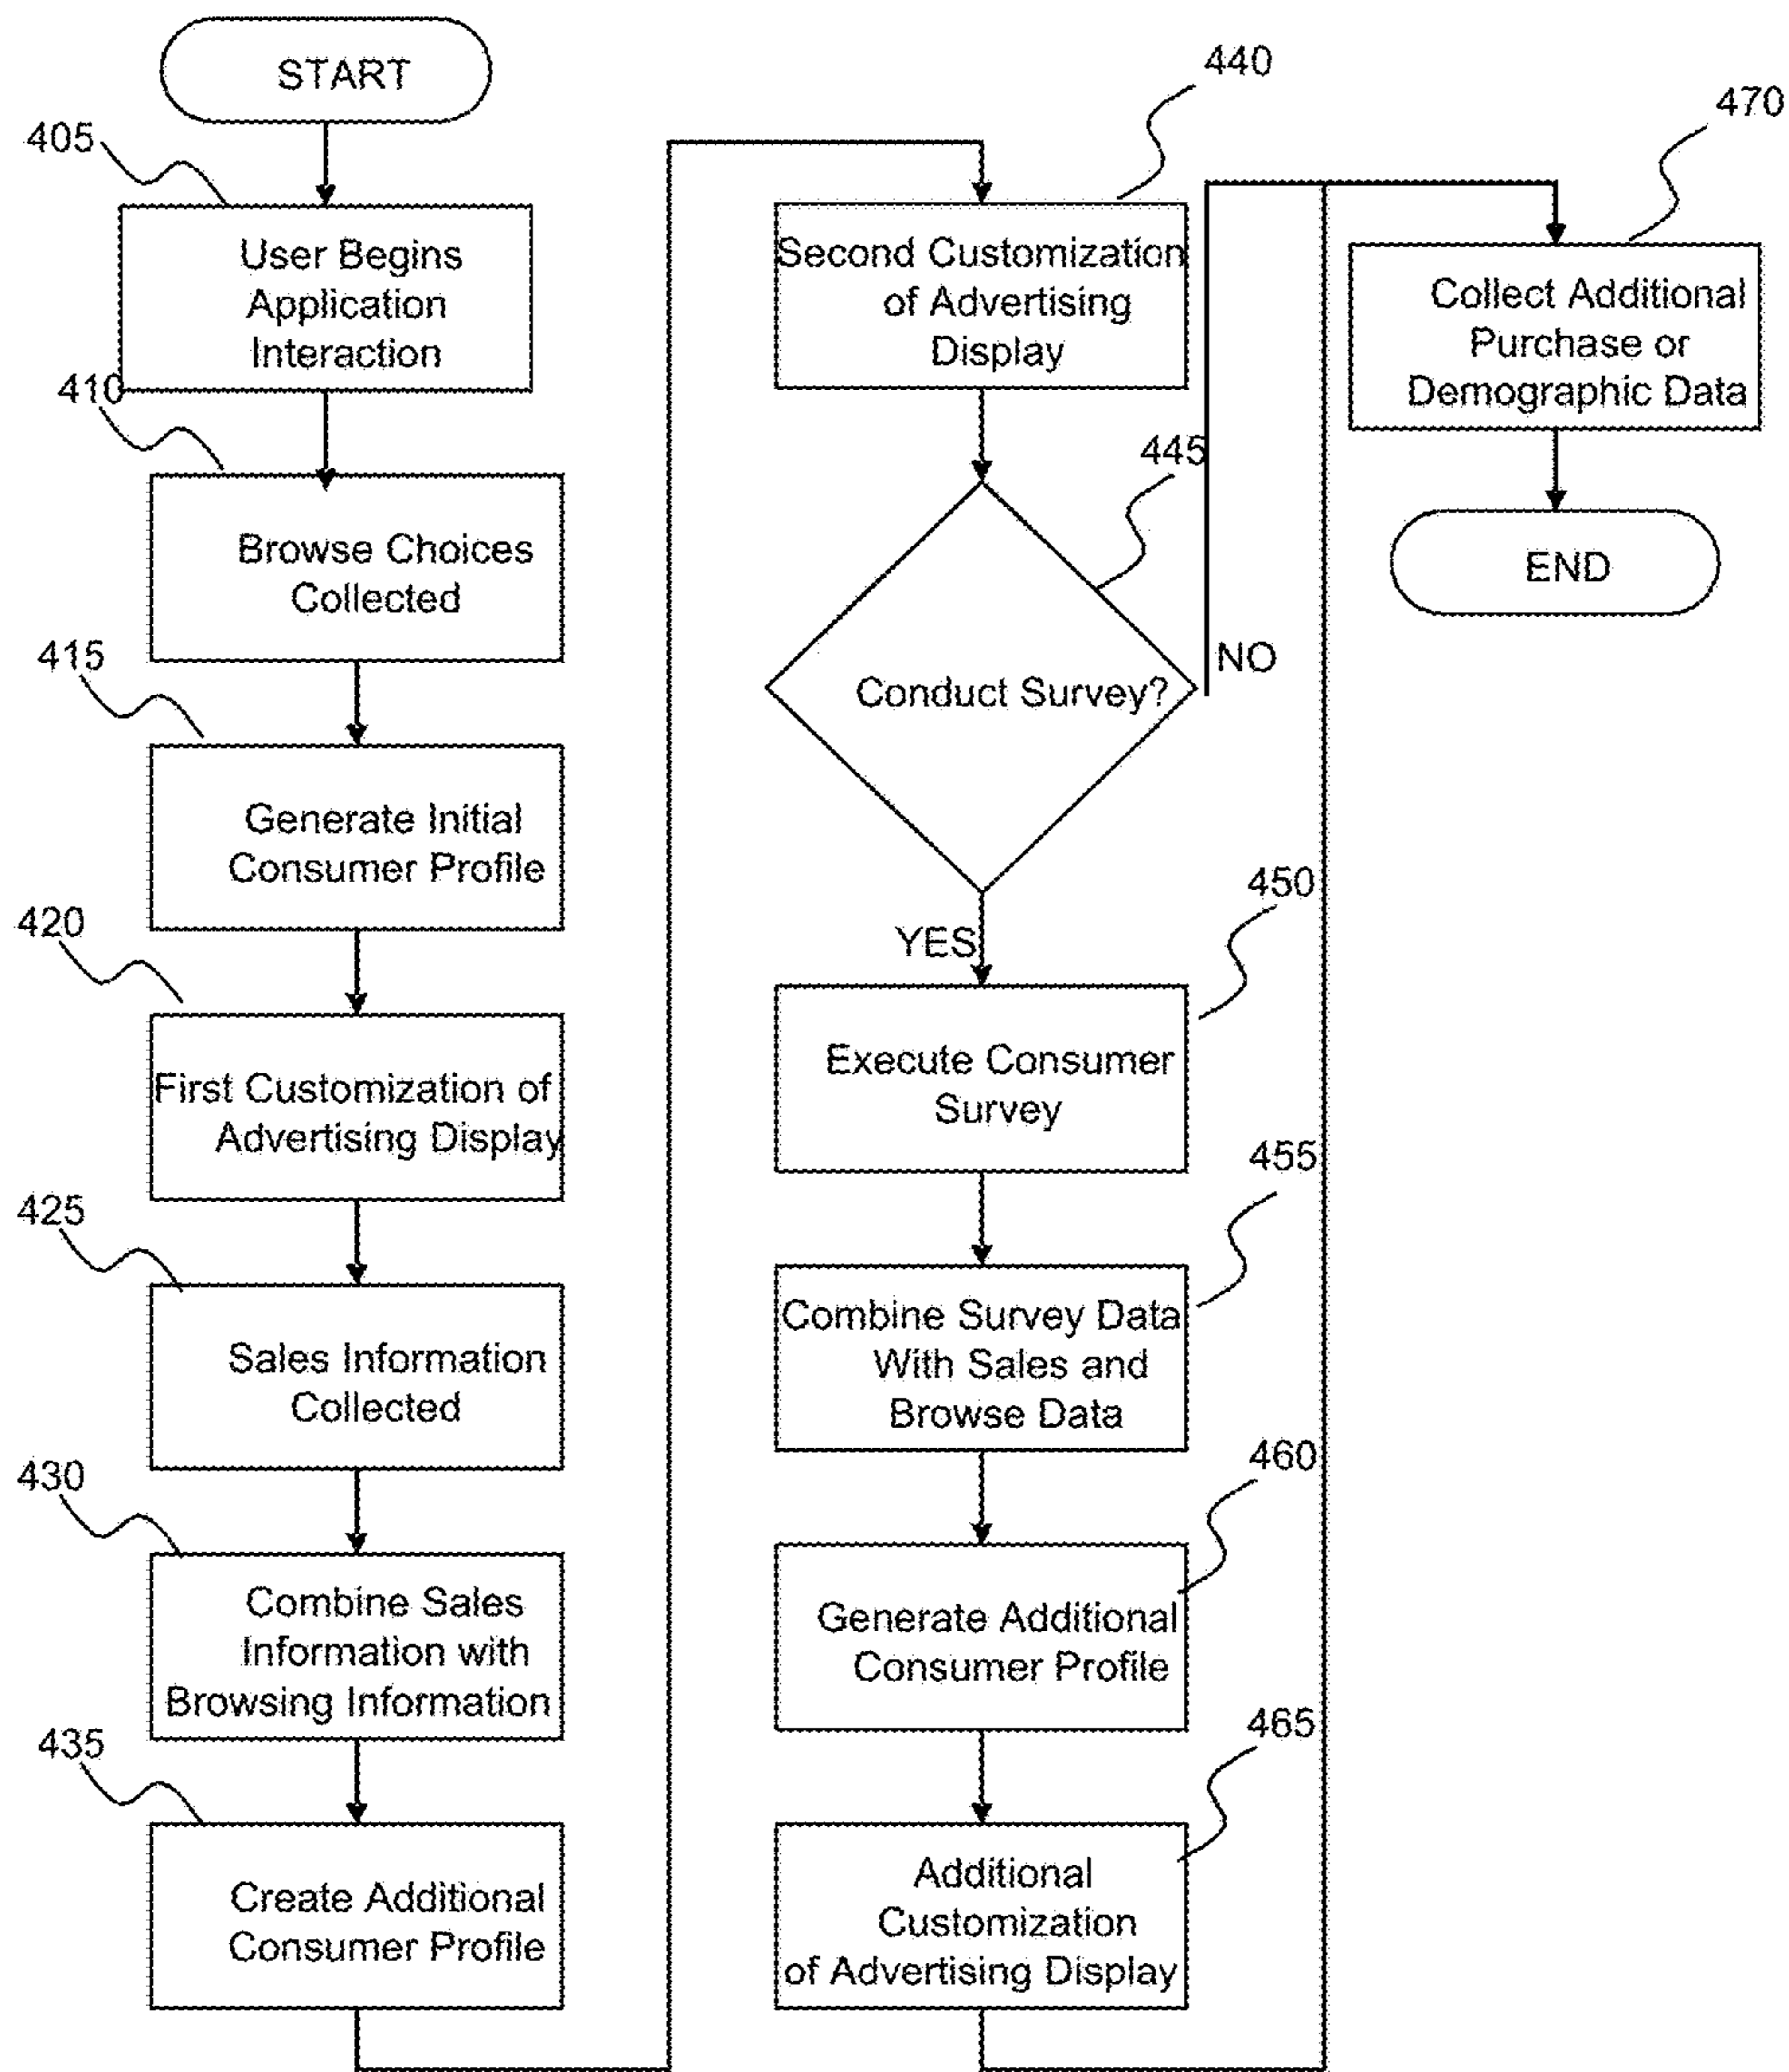 START
405
User Begins
Application
Interaction
410
Browse Choices
Collected
415
Generate Initial
Consumer Profile
420
First Customization of
Advertising Display
425
Sales Information
Collected
430
Combine Sales
Information with
Browsing Information
435
Create Additional
Consumer Profile
440
Second Customization
of Advertising
Display
445
Conduct Survey?
NO
YES
450
Execute Consumer
Survey
455
Combine Survey Data
With Sales and
Browse Data
460
Generate Additional
Consumer Profile
465
Additional
Customization
of Advertising Display
470
Collect Additional
Purchase or
Demographic Data
END